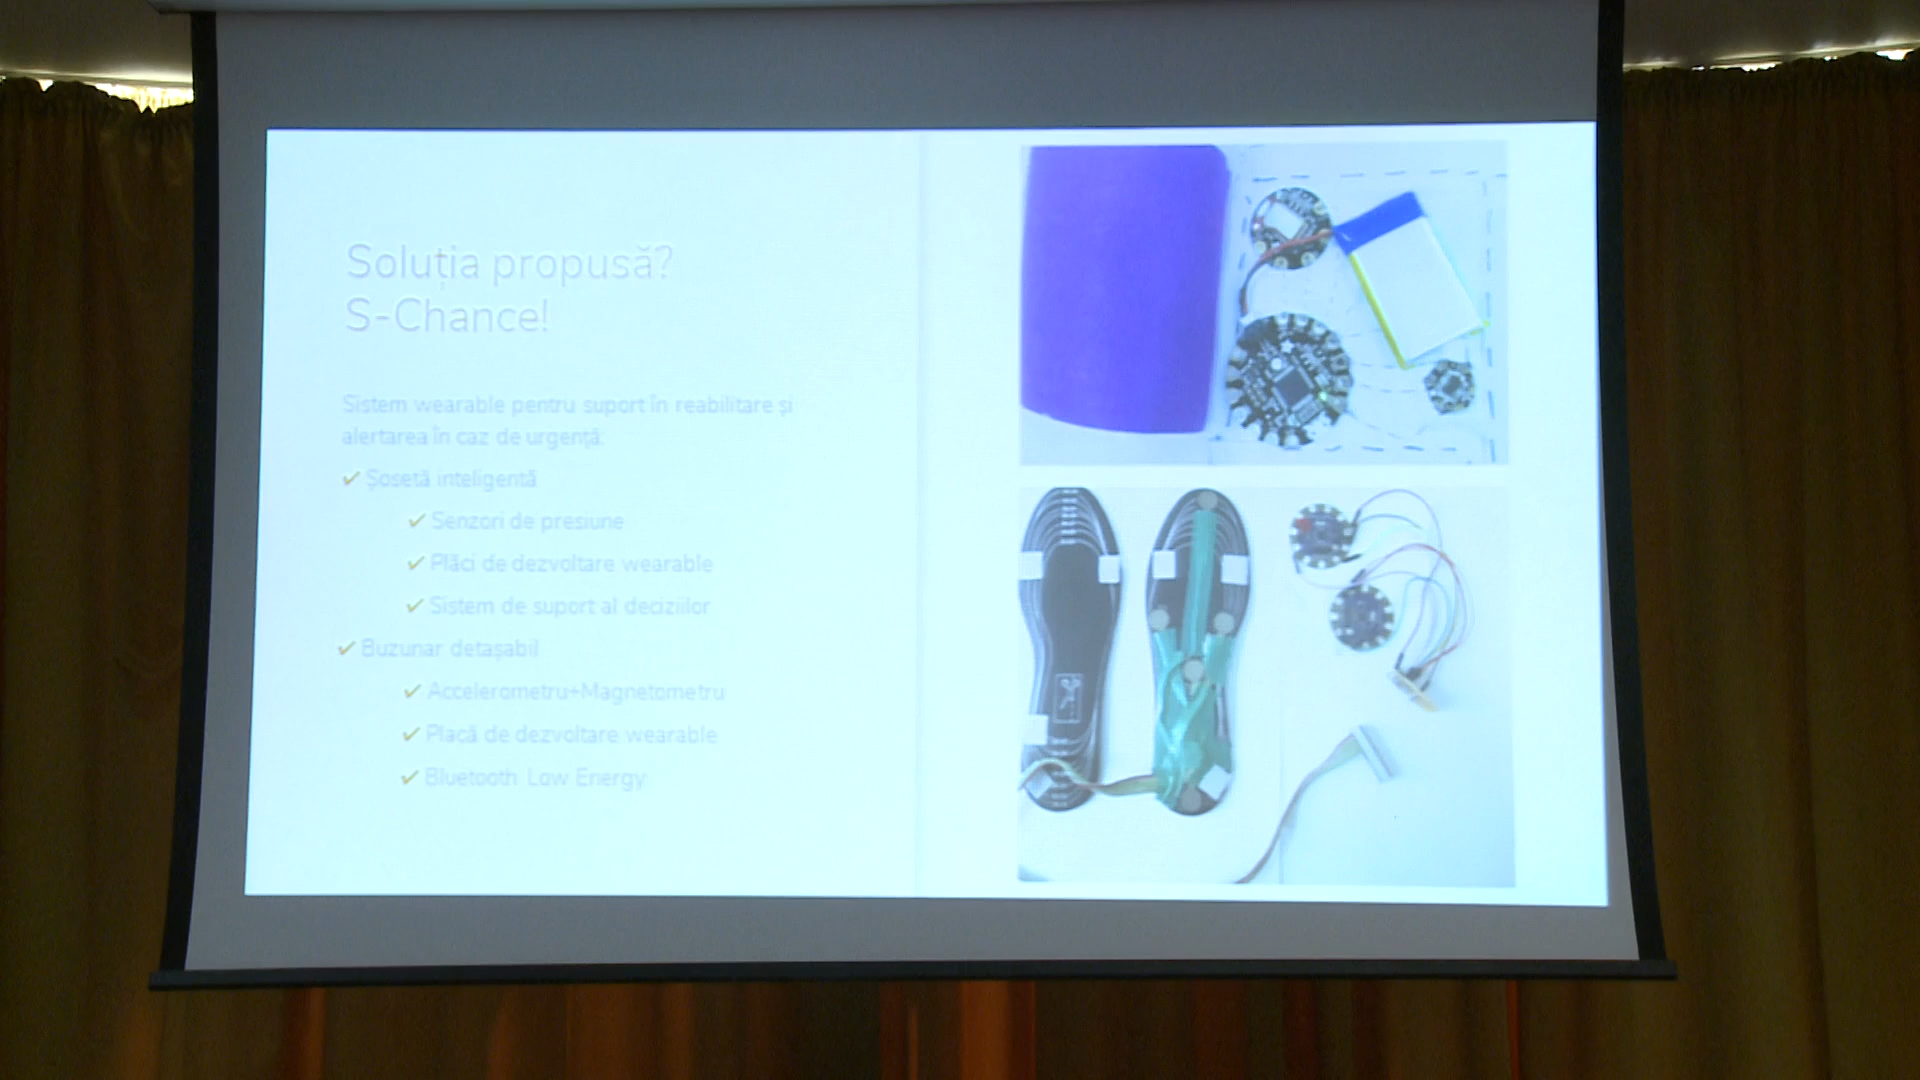 Soluția propusă?
S-Chance!
Sistem wearable pentru suport în reabilitare și
alertarea în caz de urgență:
Șosetă inteligentă
Senzori de presiune
Plăci de dezvoltare wearable
Sistem de suport al deciziilor
Buzunar detașabil
Accelerometru+Magnetometru
Placă de dezvoltare wearable
Bluetooth Low Energy